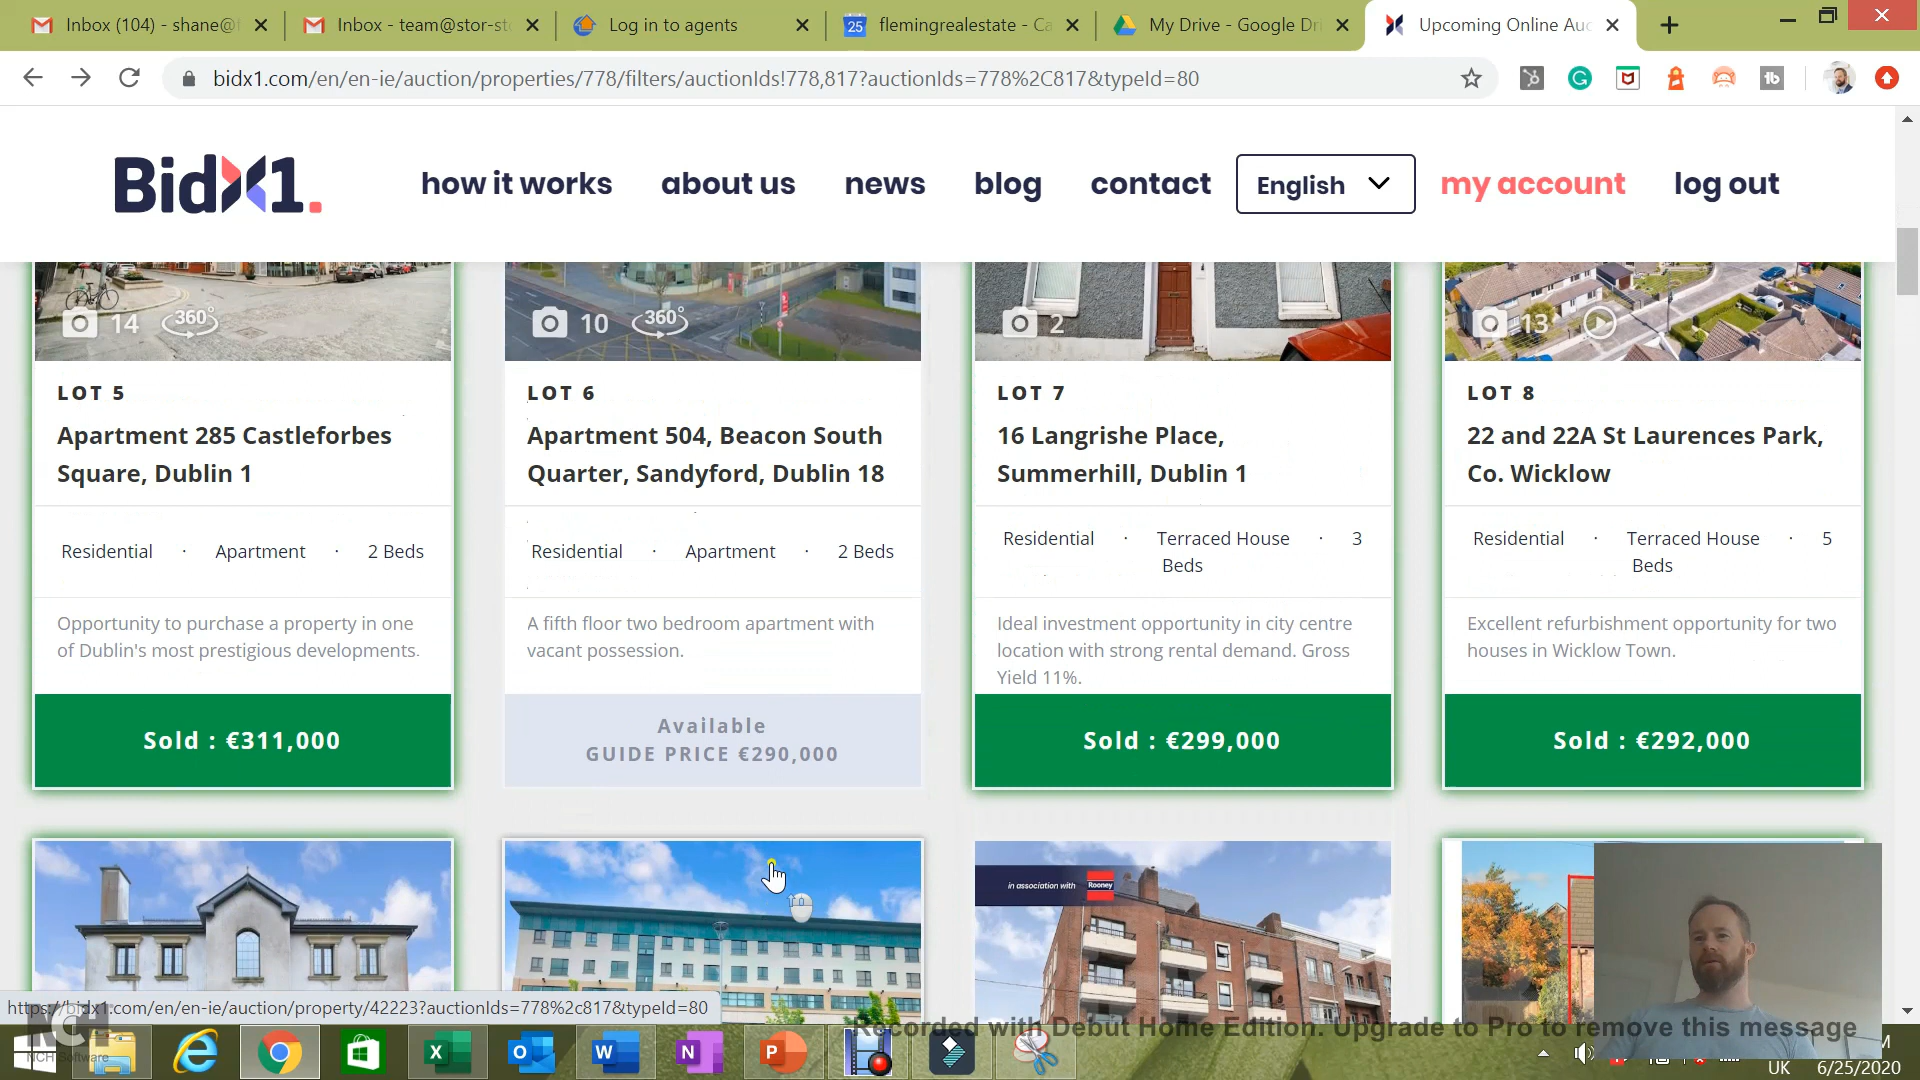 Inbox (104) - shane@
Inbox - team@stor-st
Log in to agents
25
flemingrealestate - Ca
My Drive - Google Dri
Upcoming Online Auc
bidx1.com/en/en-ie/auction/properties/778/filters/auctionIds!778,817?auctionIds=778%2C817&typeId=80
BidX1.
how it works
about us
news
blog
contact
English
my account
log out
14
360°
10
360°
2
13
LOT 5
Apartment 285 Castleforbes
Square, Dublin 1
Residential · Apartment · 2 Beds
Opportunity to purchase a property in one
of Dublin's most prestigious developments.
Sold : €311,000
LOT 6
Apartment 504, Beacon South
Quarter, Sandyford, Dublin 18
Residential · Apartment · 2 Beds
A fifth floor two bedroom apartment with
vacant possession.
Available
GUIDE PRICE €290,000
LOT 7
16 Langrishe Place,
Summerhill, Dublin 1
Residential · Terraced House · 3
Beds
Ideal investment opportunity in city centre
location with strong rental demand. Gross
Yield 11%.
Sold : €299,000
LOT 8
22 and 22A St Laurences Park,
Co. Wicklow
Residential · Terraced House · 5
Beds
Excellent refurbishment opportunity for two
houses in Wicklow Town.
Sold : €292,000
in association with Rooney
https://bidx1.com/en/en-ie/auction/property/42223?auctionIds=778%2c817&typeId=80
NCH
NCH Software
Recorded with Debut Home Edition. Upgrade to Pro to remove this message
UK
6/25/2020